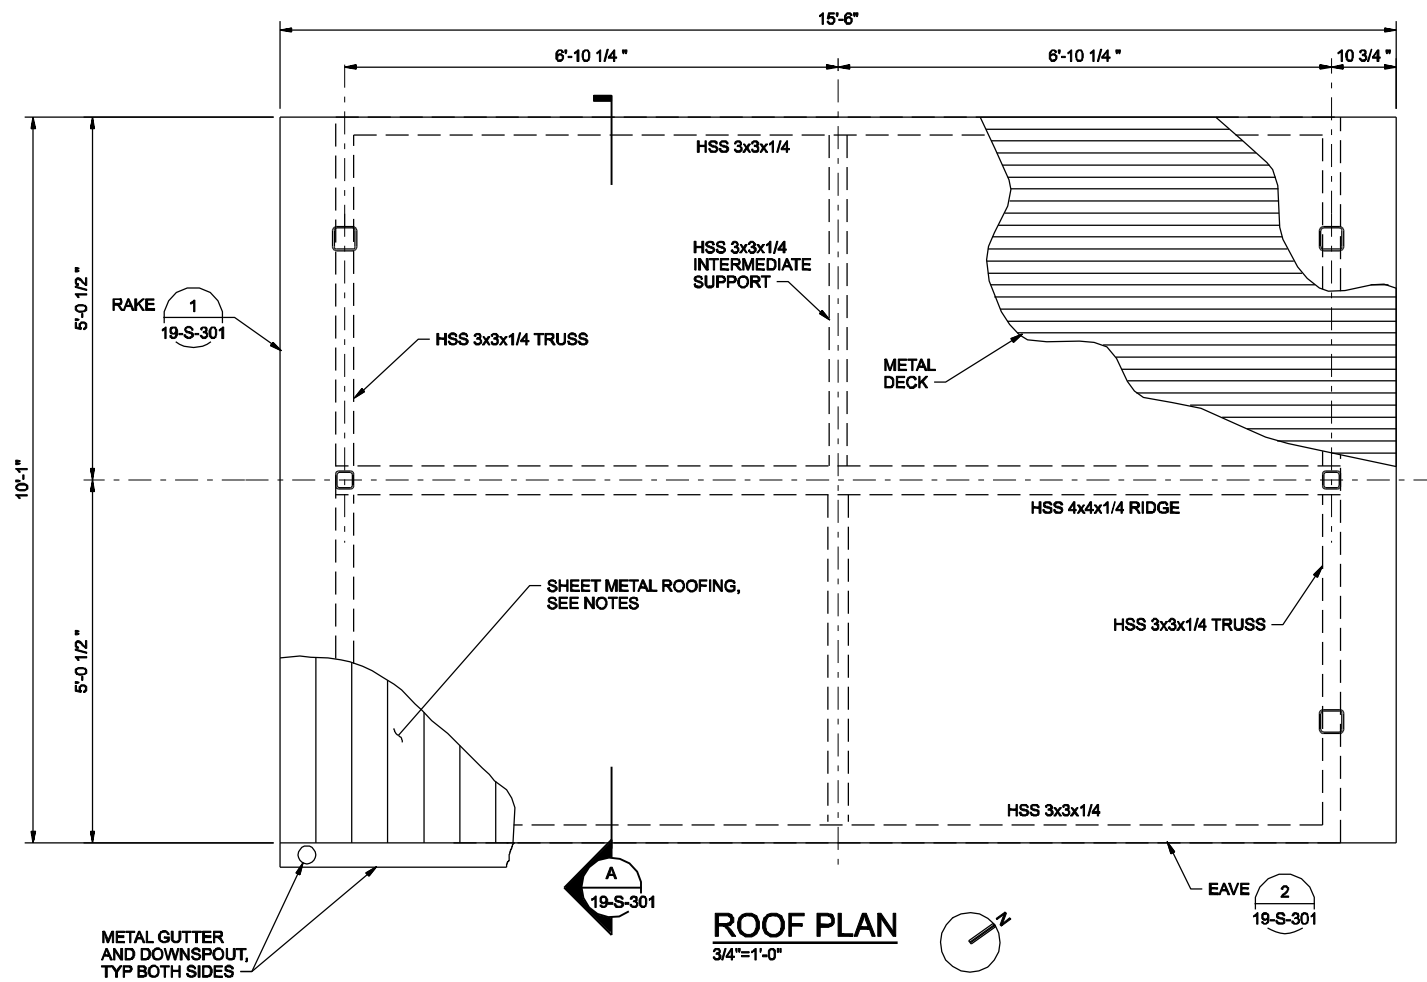 15'-6"
6'-10 1/4 "
6'-10 1/4 "
10 3/4 "
HSS 3x3x1/4
HSS 3x3x1/4
INTERMEDIATE
SUPPORT
5'-0 1/2 "
RAKE
1
19-S-301
HSS 3x3x1/4 TRUSS
METAL
DECK
10'-1"
HSS 4x4x1/4 RIDGE
SHEET METAL ROOFING,
SEE NOTES
HSS 3x3x1/4 TRUSS
5'-0 1/2 "
HSS 3x3x1/4
A
19-S-301
EAVE
2
19-S-301
METAL GUTTER
AND DOWNSPOUT,
TYP BOTH SIDES
ROOF PLAN
3/4"=1'-0"
N